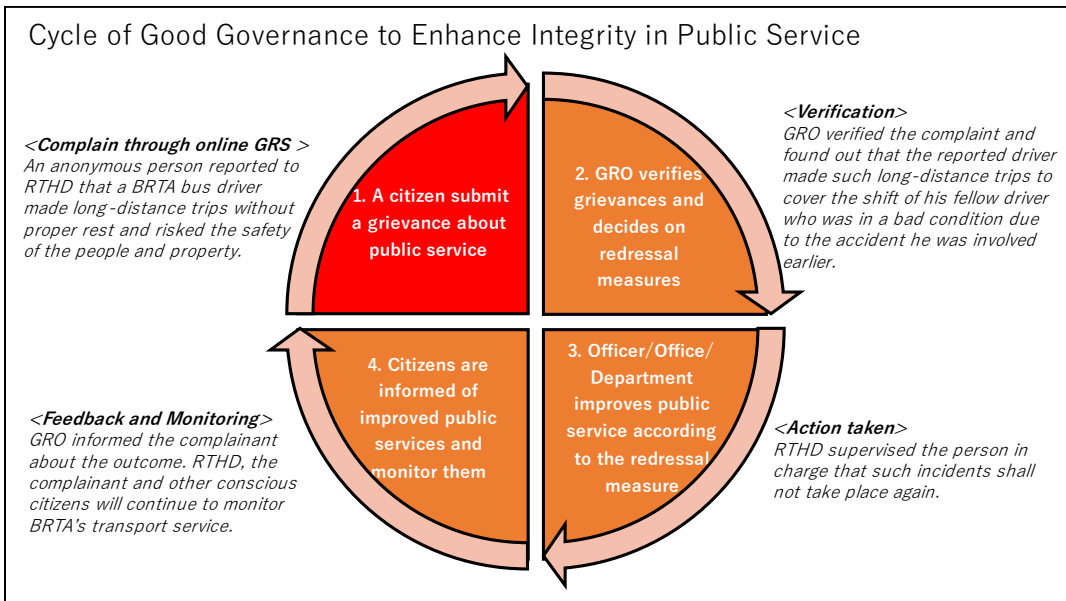 Cycle of Good Governance to Enhance Integrity in Public Service
<Complain through online GRS >
An anonymous person reported to
RTHD that a BRTA bus driver
made long-distance trips without
proper rest and risked the safety
of the people and property.
1. A citizen submit
a grievance about
public service
2. GRO verifies
grievances and
decides on
redressal
measures
<Verification>
GRO verified the complaint and
found out that the reported driver
made such long-distance trips to
cover the shift of his fellow driver
who was in a bad condition due
to the accident he was involved
earlier.
3. Officer/Office/
Department
improves public
service according
to the redressal
measure
<Action taken>
RTHD supervised the person in
charge that such incidents shall
not take place again.
4. Citizens are
informed of
improved public
services and
monitor them
<Feedback and Monitoring>
GRO informed the complainant
about the outcome. RTHD, the
complainant and other conscious
citizens will continue to monitor
BRTA's transport service.